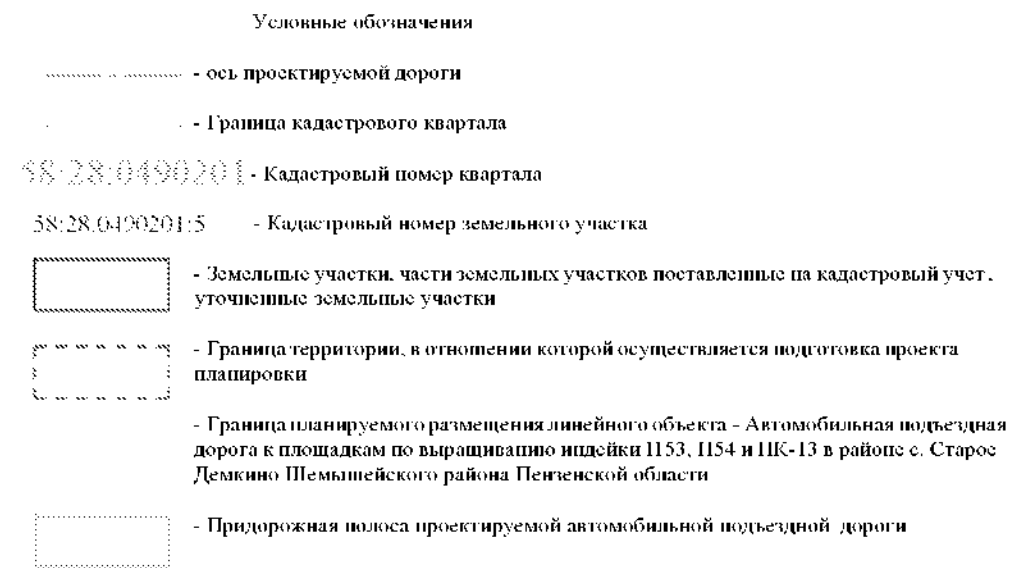 Условные обозначения
- ось проектируемой дороги
- Граница кадастрового квартала
58:28:0490201 - Кадастровый номер квартала
58:28:0490201:5 - Кадастровый номер земельного участка
- Земельные участки, части земельных участков поставленные на кадастровый учет,
уточненные земельные участки
- Граница территории, в отношении которой осуществляется подготовка проекта
планировки
- Граница планируемого размещения линейного объекта - Автомобильная подъездная
дорога к площадкам по выращиванию индейки П53, П54 и ПК-13 в районе с. Старое
Демкино Шемышейского района Пензенской области
- Придорожная полоса проектируемой автомобильной подъездной дороги